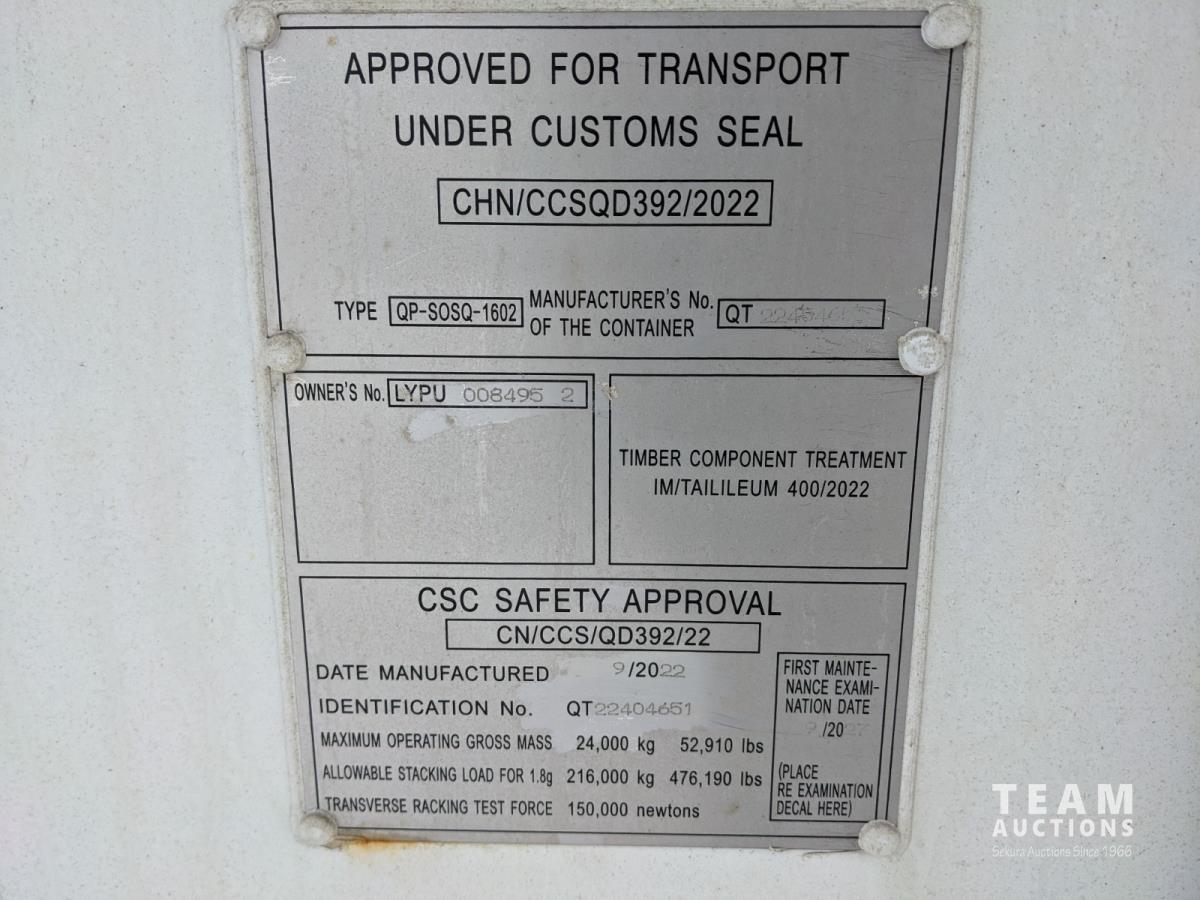 APPROVED FOR TRANSPORT
UNDER CUSTOMS SEAL
CHN/CCSQD392/2022
TYPE QP-SOSQ-1602 MANUFACTURER'S No. OF THE CONTAINER QT
OWNER'S No. LYPU 008495 2
TIMBER COMPONENT TREATMENT
IM/TAILILEUM 400/2022
CSC SAFETY APPROVAL
CN/CCS/QD392/22
DATE MANUFACTURED 9/2022
IDENTIFICATION No. QT22404651
MAXIMUM OPERATING GROSS MASS 24,000 kg 52,910 lbs
ALLOWABLE STACKING LOAD FOR 1.8g 216,000 kg 476,190 lbs
TRANSVERSE RACKING TEST FORCE 150,000 newtons
FIRST MAINTE-
NANCE EXAMI-
NATION DATE
9/2027
(PLACE
RE EXAMINATION
DECAL HERE)
TEAM
AUCTIONS
Sekura Auctions Since 1966